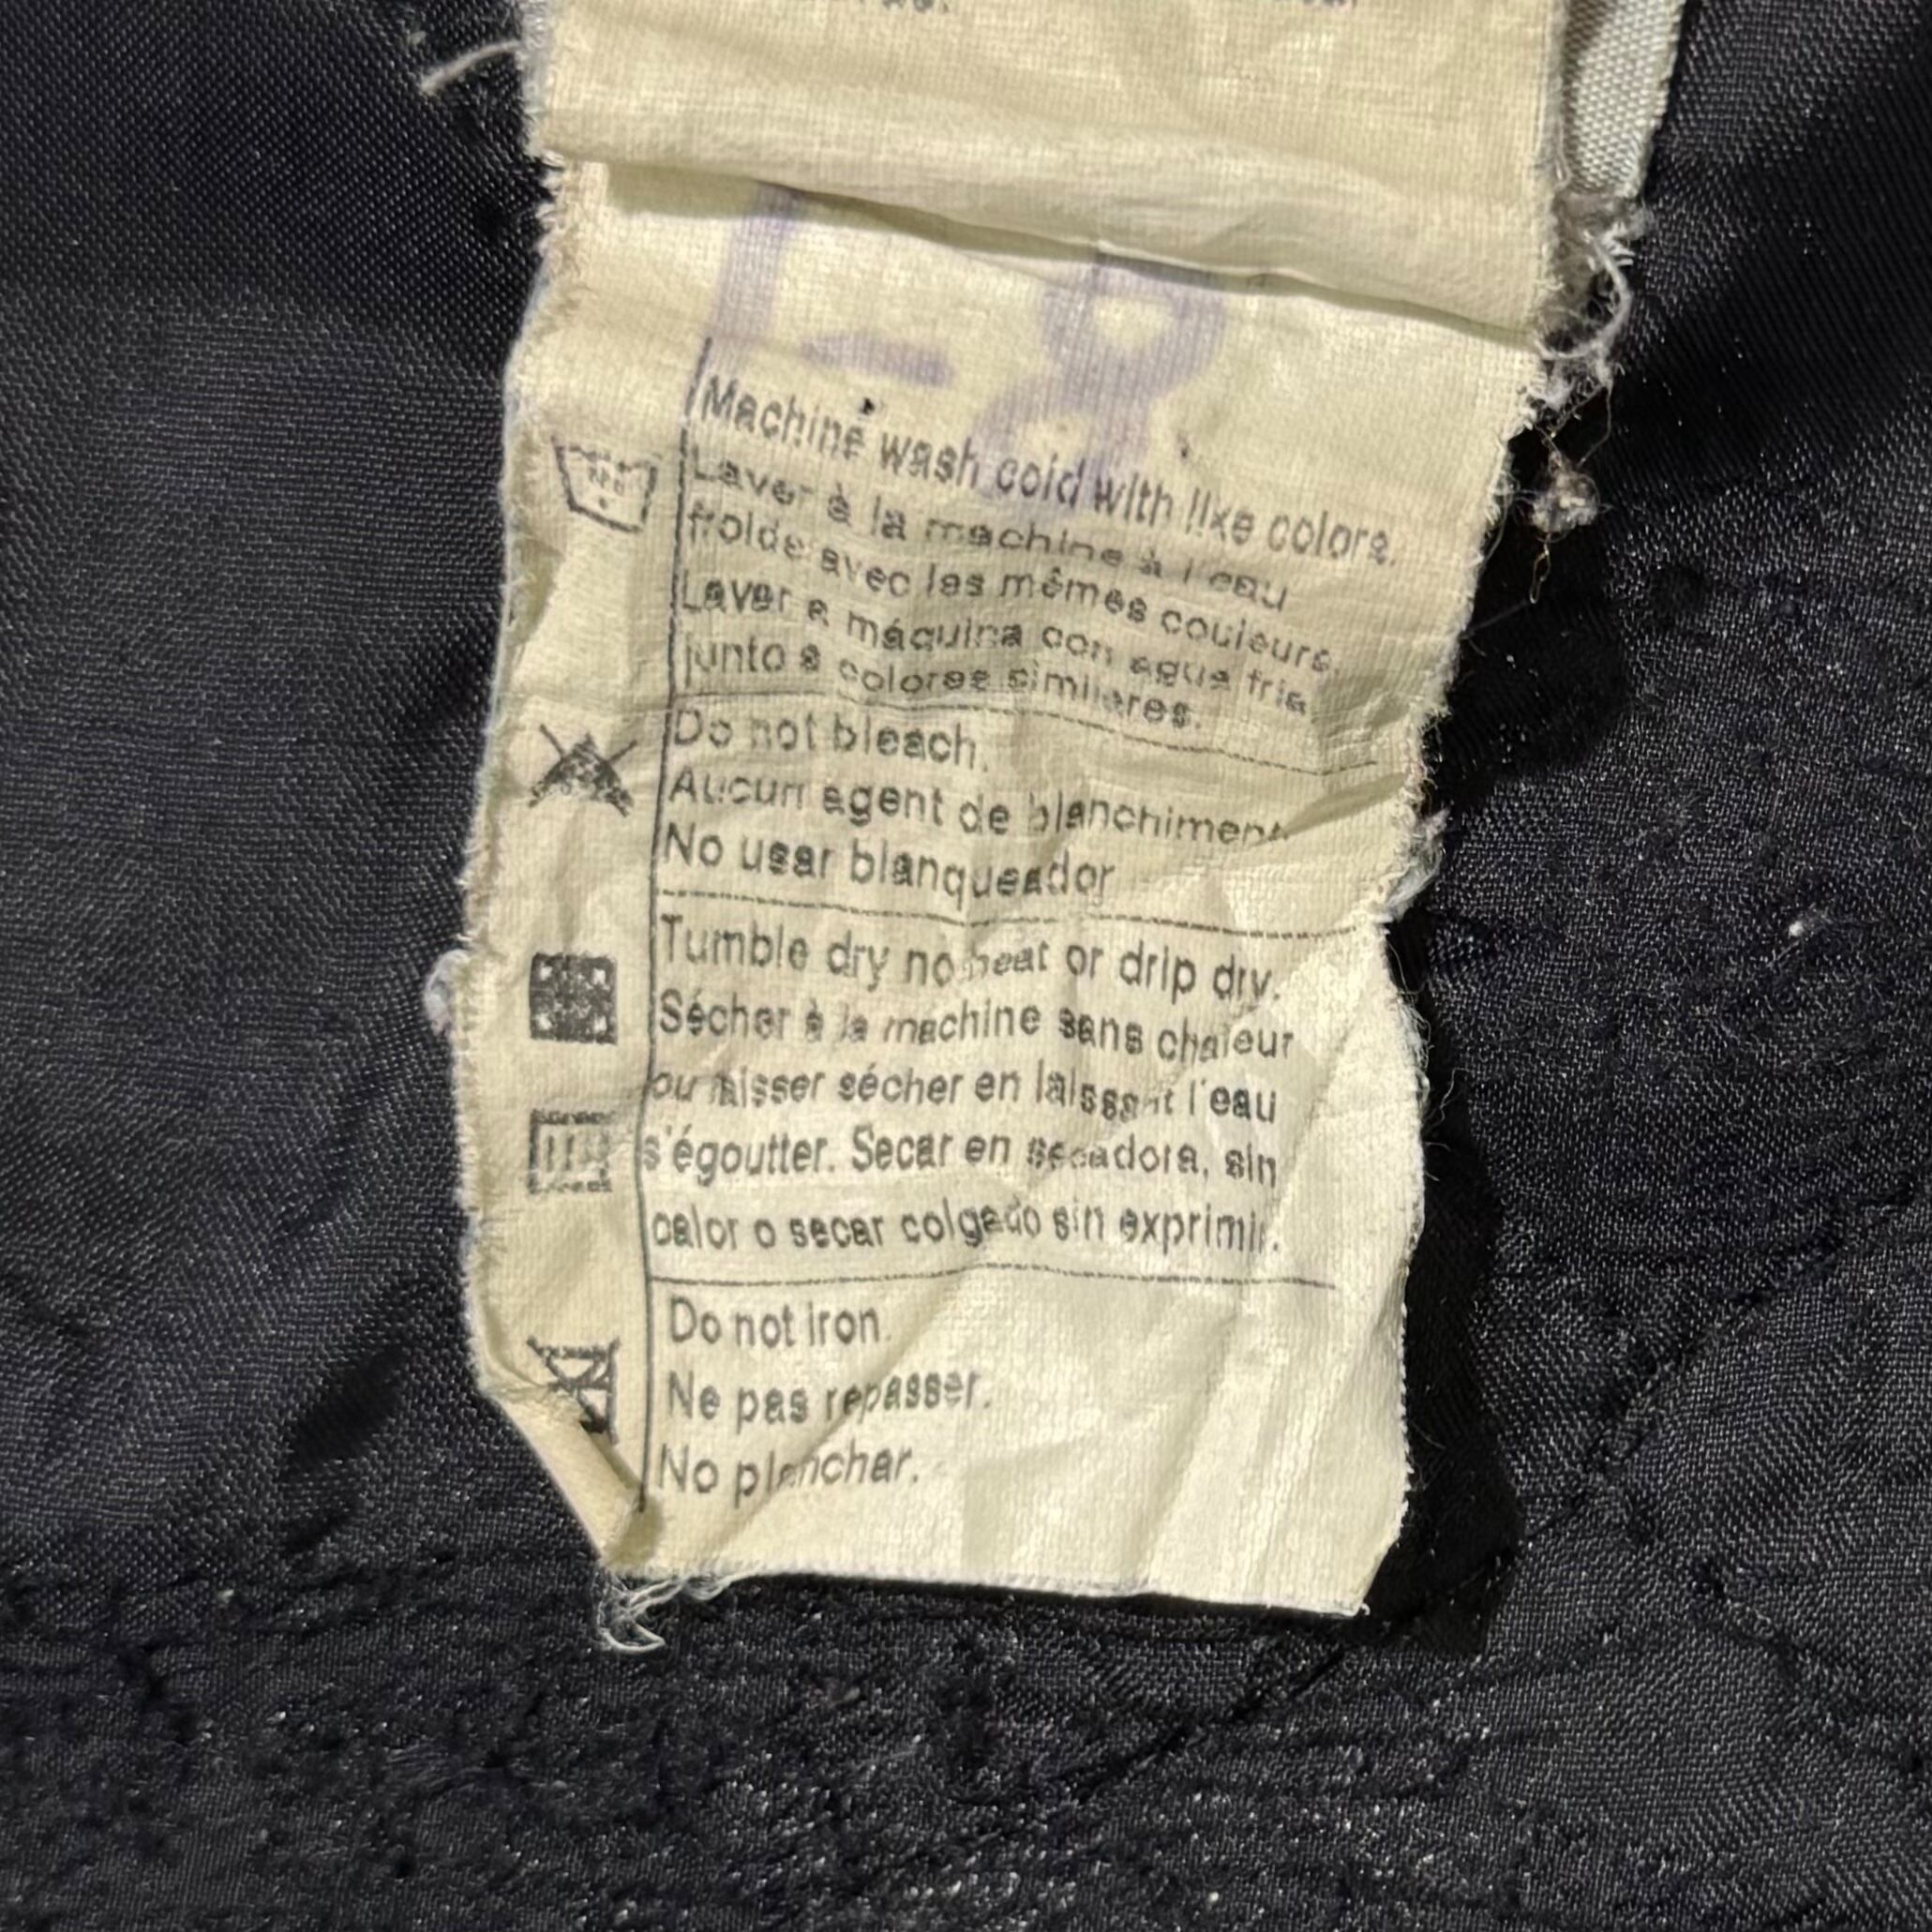 L-8
Machine wash cold with like colors.
Laver à la machine à l'eau
froide avec les mêmes couleurs.
Lavar a máquina con agua fria
junto a colores similares.
Do not bleach.
Aucun agent de blanchiment
No usar blanqueador
Tumble dry no heat or drip dry.
Sécher à la machine sans chaleur
ou laisser sécher en laissant l'eau
s'égoutter. Secar en secadora, sin
calor o secar colgado sin exprimir.
Do not iron
Ne pas repasser.
No planchar.